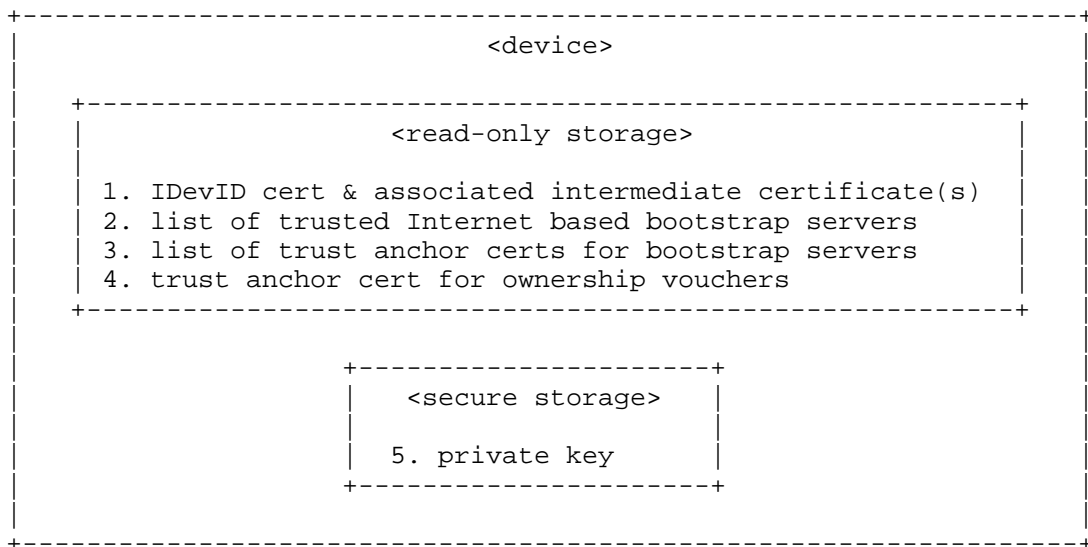 <device>
<read-only storage>
1. IDevID cert & associated intermediate certificate(s)
2. list of trusted Internet based bootstrap servers
3. list of trust anchor certs for bootstrap servers
4. trust anchor cert for ownership vouchers
<secure storage>
5. private key